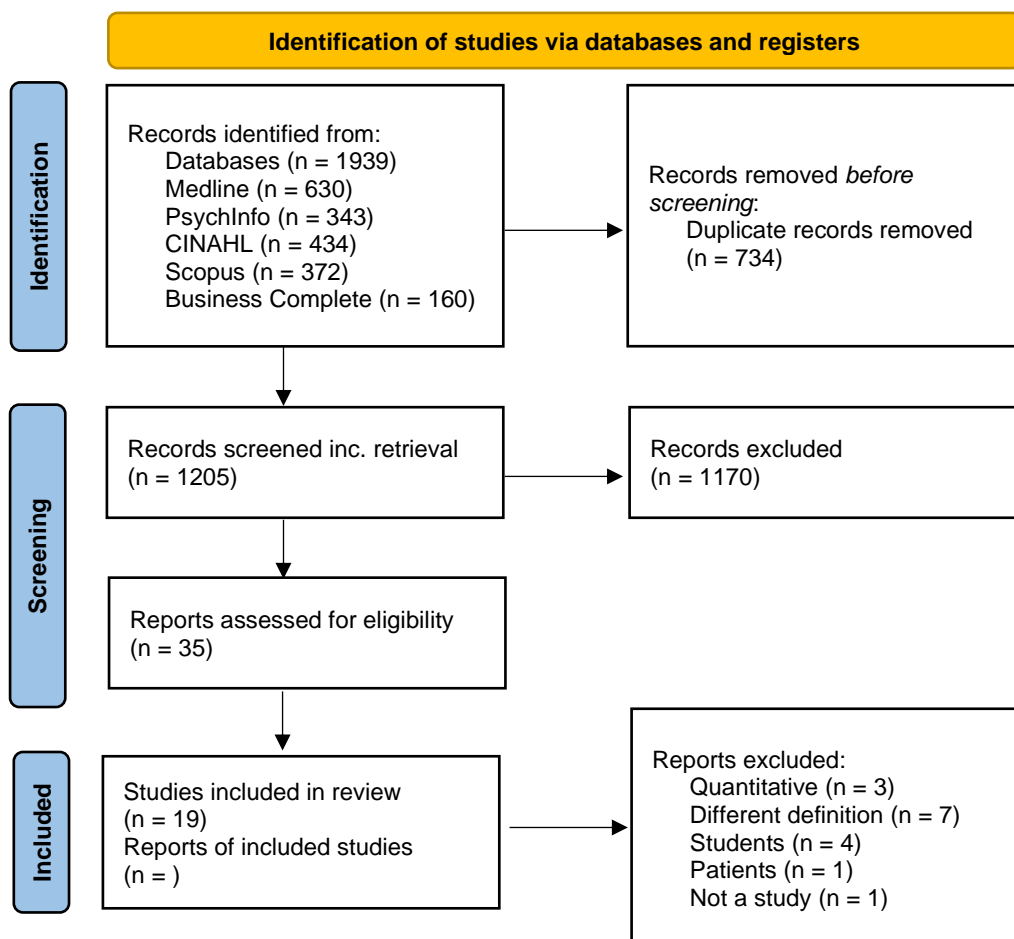 Identification of studies via databases and registers
Identification
Records identified from:
Databases (n = 1939)
Medline (n = 630)
PsychInfo (n = 343)
CINAHL (n = 434)
Scopus (n = 372)
Business Complete (n = 160)
Records removed before
screening:
Duplicate records removed
(n = 734)
Screening
Records screened inc. retrieval
(n = 1205)
Records excluded
(n = 1170)
Reports assessed for eligibility
(n = 35)
Included
Studies included in review
(n = 19)
Reports of included studies
(n = )
Reports excluded:
Quantitative (n = 3)
Different definition (n = 7)
Students (n = 4)
Patients (n = 1)
Not a study (n = 1)